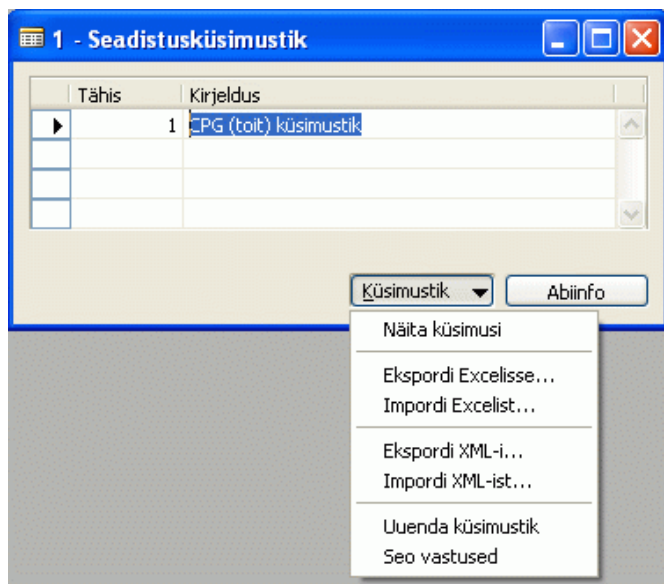 1 - Seadistusküsimustik
Tähis Kirjeldus
1 CPG (toit) küsimustik
Küsimustik Abiinfo
Näita küsimusi
Ekspordi Excelisse...
Impordi Excelist...
Ekspordi XML-i...
Impordi XML-ist...
Uuenda küsimustik
Seo vastused